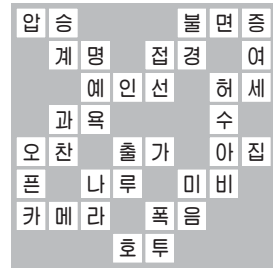 압 승 불 면 증
계 명 접 경 여
예 인 선 허 세
과 욕 수
오 찬 출 가 아 집
픈 나 루 미 비
카 메 라 폭 음
호 투